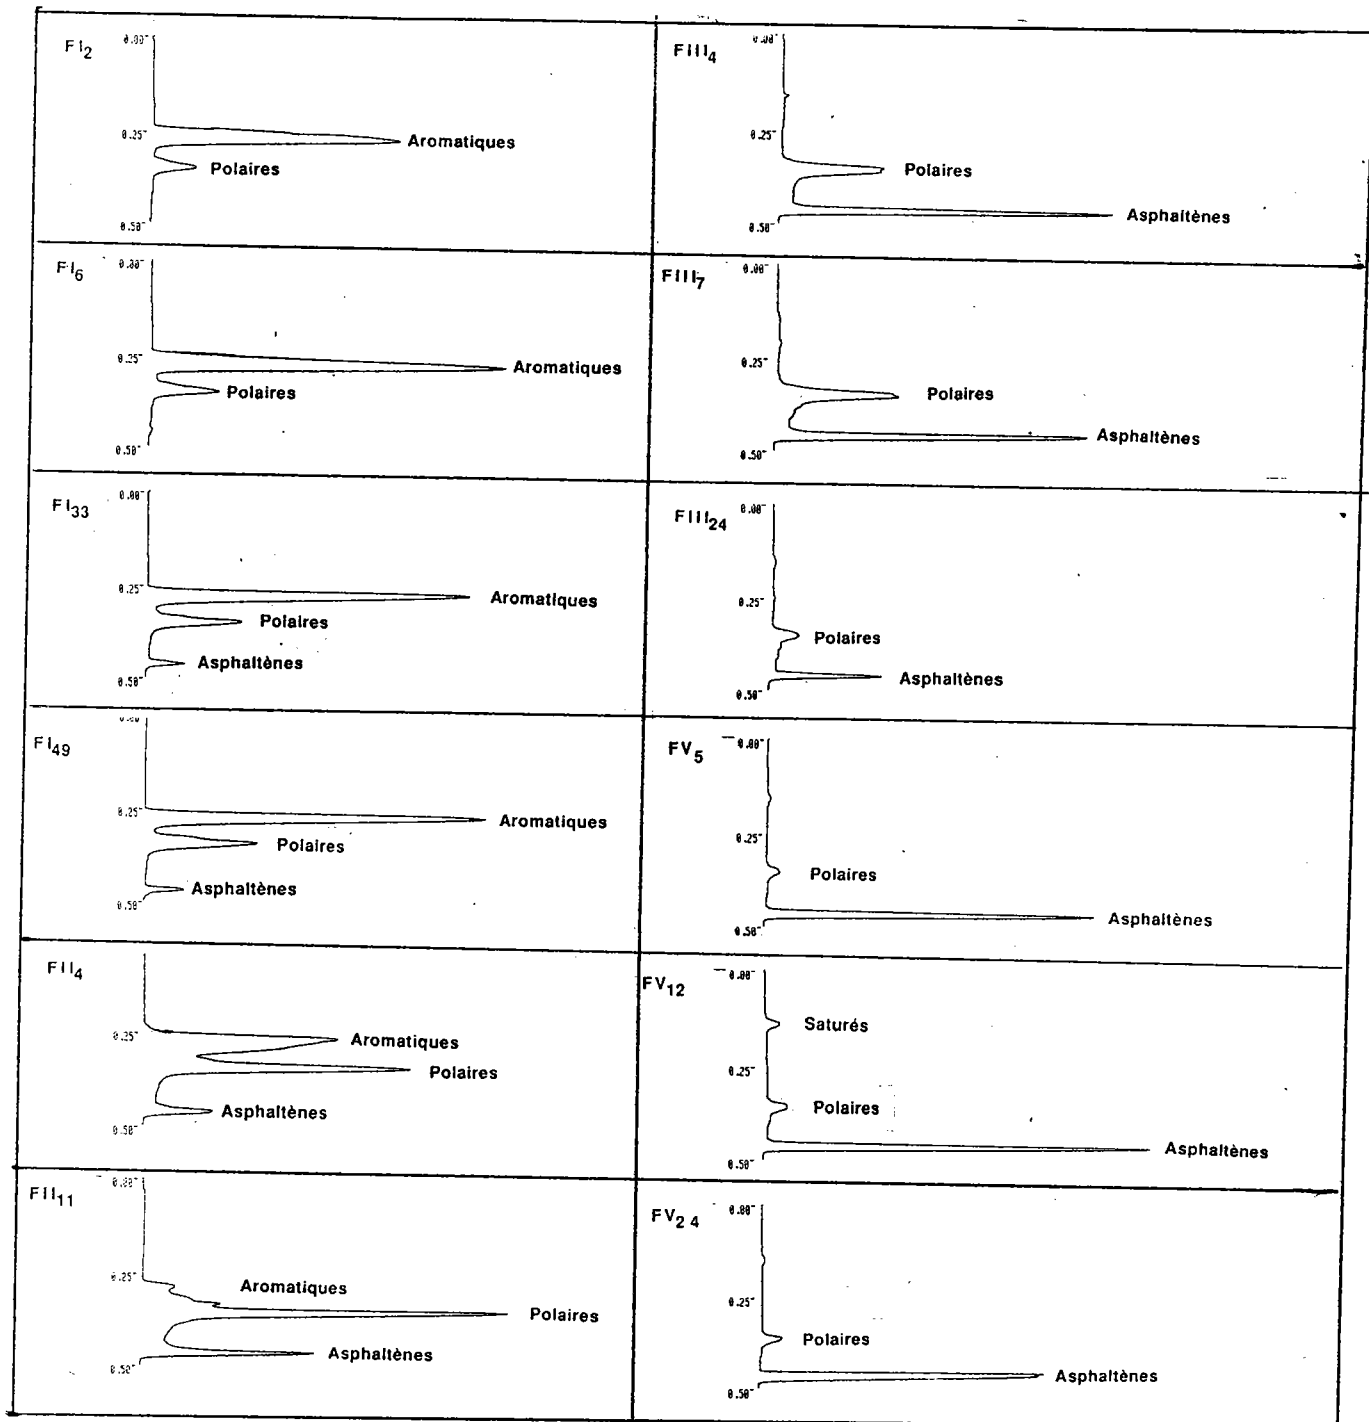 FI2
0.00-
0.25-
Aromatiques
Polaires
0.50-
FI6
0.00-
0.25-
Aromatiques
Polaires
0.50-
FI33
0.00-
0.25-
Aromatiques
Polaires
Asphaltènes
0.50-
FI49
0.00-
0.25-
Aromatiques
Polaires
Asphaltènes
0.50-
FII4
0.25-
Aromatiques
Polaires
Asphaltènes
0.50-
FII11
0.00-
0.25-
Aromatiques
Polaires
Asphaltènes
0.50-
FIII4
0.00-
0.25-
Polaires
Asphaltènes
0.50-
FIII7
0.00-
0.25-
Polaires
Asphaltènes
0.50-
FIII24
0.00-
0.25-
Polaires
Asphaltènes
0.50-
FV5
0.00-
0.25-
Polaires
Asphaltènes
0.50-
FV12
0.00-
Saturés
0.25-
Polaires
Asphaltènes
0.50-
FV24
0.00-
0.25-
Polaires
Asphaltènes
0.50-